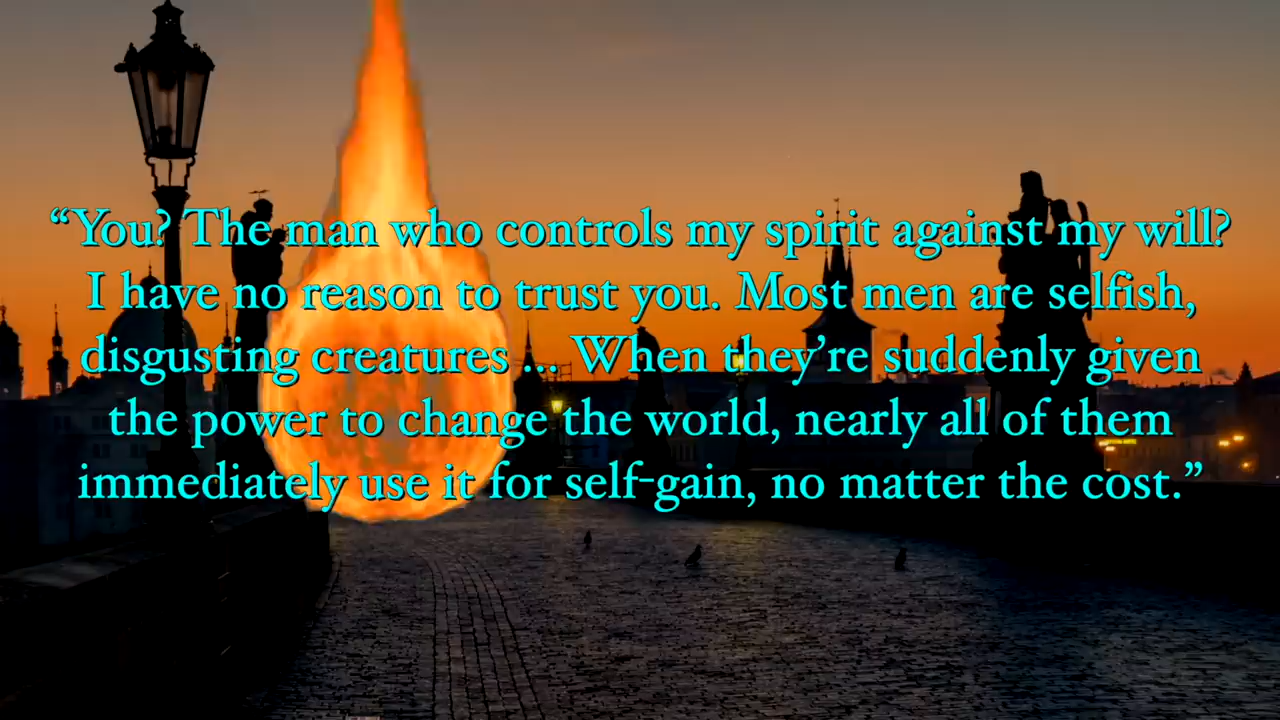 “You? The man who controls my spirit against my will?
I have no reason to trust you. Most men are selfish,
disgusting creatures ... When they’re suddenly given
the power to change the world, nearly all of them
immediately use it for self-gain, no matter the cost.”